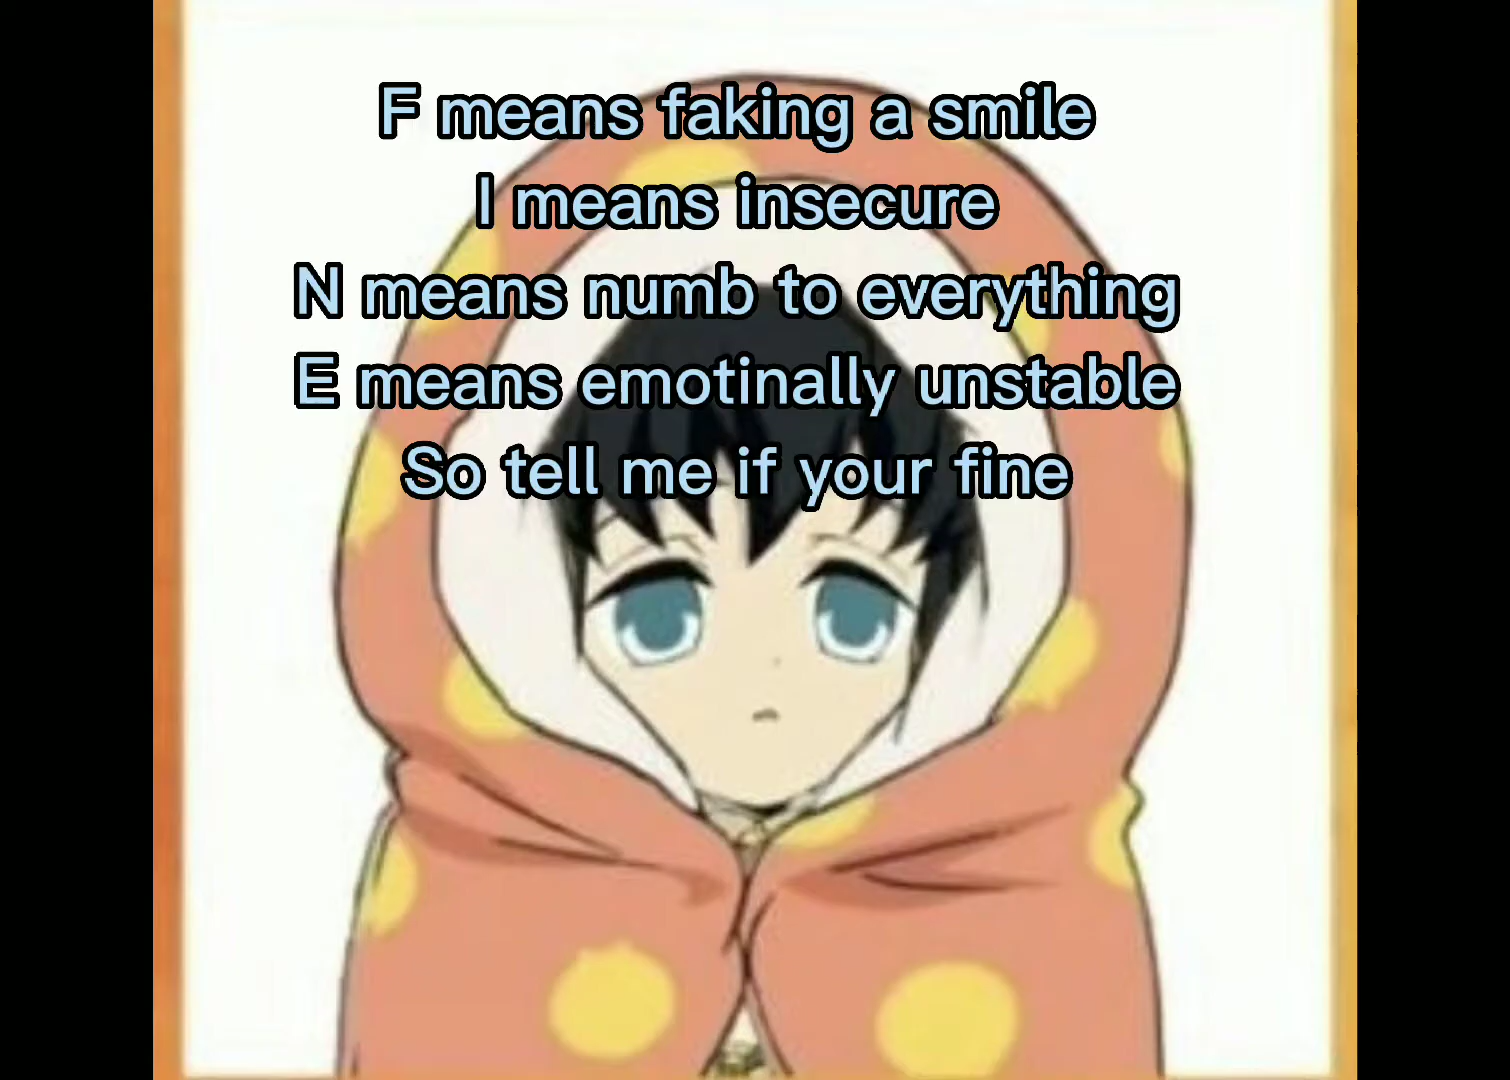 F means faking a smile
I means insecure
N means numb to everything
E means emotinally unstable
So tell me if your fine